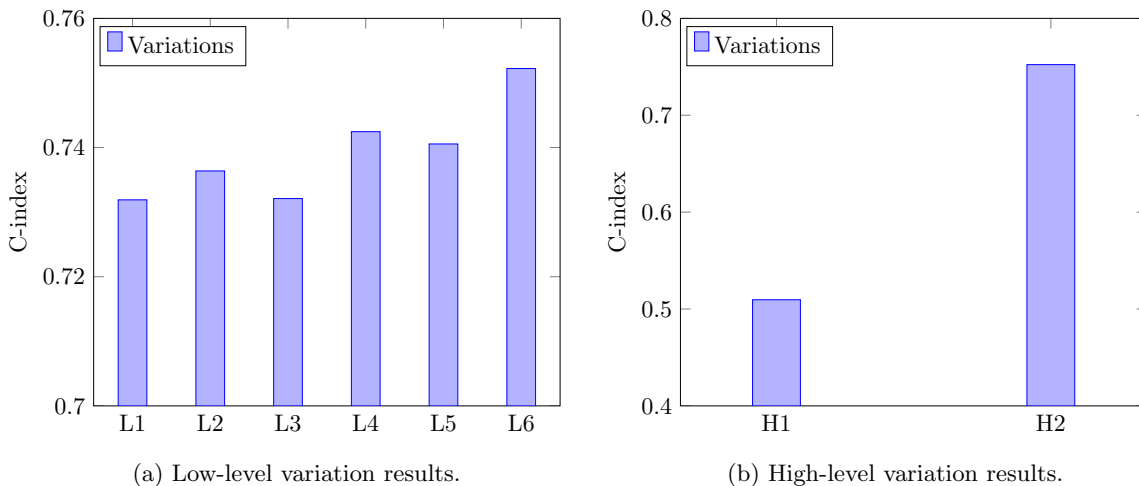 0.76
0.74
0.72
0.7
C-index
Variations
L1 L2 L3 L4 L5 L6
(a) Low-level variation results.
0.8
0.7
0.6
0.5
0.4
C-index
Variations
H1 H2
(b) High-level variation results.